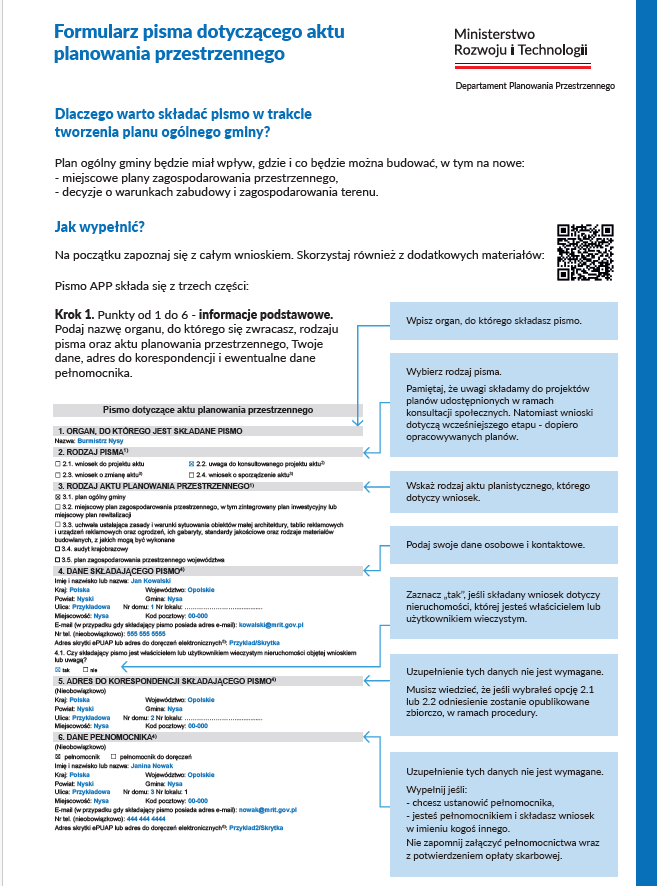 Formularz pisma dotyczącego aktu
planowania przestrzennego
Ministerstwo
Rozwoju i Technologii
Departament Planowania Przestrzennego
Dlaczego warto składać pismo w trakcie
tworzenia planu ogólnego gminy?
Plan ogólny gminy będzie miał wpływ, gdzie i co będzie można budować, w tym na nowe:
- miejscowe plany zagospodarowania przestrzennego,
- decyzje o warunkach zabudowy i zagospodarowania terenu.
Jak wypełnić?
Na początku zapoznaj się z całym wnioskiem. Skorzystaj również z dodatkowych materiałów:
Pismo APP składa się z trzech części:
Krok 1. Punkty od 1 do 6 - informacje podstawowe.
Podaj nazwę organu, do którego się zwracasz, rodzaju
pisma oraz aktu planowania przestrzennego, Twoje
dane, adres do korespondencji i ewentualne dane
pełnomocnika.
Pismo dotyczące aktu planowania przestrzennego
1. ORGAN, DO KTÓREGO JEST SKŁADANE PISMO
Nazwa: Burmistrz Nysy
2. RODZAJ PISMA1)
☐ 2.1. wniosek do projektu aktu ☒ 2.2. uwaga do konsultowanego projektu aktu2)
☐ 2.3. wniosek o zmianę aktu3) ☐ 2.4. wniosek o sporządzenie aktu3)
3. RODZAJ AKTU PLANOWANIA PRZESTRZENNEGO1)
☒ 3.1. plan ogólny gminy
☐ 3.2. miejscowy plan zagospodarowania przestrzennego, w tym zintegrowany plan inwestycyjny lub
miejscowy plan rewitalizacji
☐ 3.3. uchwała ustalająca zasady i warunki sytuowania obiektów małej architektury, tablic reklamowych
i urządzeń reklamowych oraz ogrodzeń, ich gabaryty, standardy jakościowe oraz rodzaje materiałów
budowlanych, z jakich mogą być wykonane
☐ 3.4. audyt krajobrazowy
☐ 3.5. plan zagospodarowania przestrzennego województwa
4. DANE SKŁADAJĄCEGO PISMO4)
Imię i nazwisko lub nazwa: Jan Kowalski
Kraj: Polska Województwo: Opolskie
Powiat: Nyski Gmina: Nysa
Ulica: Przykładowa Nr domu: 1 Nr lokalu: ........................................
Miejscowość: Nysa Kod pocztowy: 00-000
E-mail (w przypadku gdy składający pismo posiada adres e-mail): kowalski@mrit.gov.pl
Nr tel. (nieobowiązkowo): 555 555 5555
Adres skrytki ePUAP lub adres do doręczeń elektronicznych5): Przykład/Skrytka
4.1. Czy składający pismo jest właścicielem lub użytkownikiem wieczystym nieruchomości objętej wnioskiem
lub uwagą?
☒ tak ☐ nie
5. ADRES DO KORESPONDENCJI SKŁADAJĄCEGO PISMO4)
(Nieobowiązkowo)
Kraj: Polska Województwo: Opolskie
Powiat: Nyski Gmina: Nysa
Ulica: Przykładowa Nr domu: 2 Nr lokalu: ........................................
Miejscowość: Nysa Kod pocztowy: 00-000
6. DANE PEŁNOMOCNIKA4)
(Nieobowiązkowo)
☒ pełnomocnik ☐ pełnomocnik do doręczeń
Imię i nazwisko lub nazwa: Janina Nowak
Kraj: Polska Województwo: Opolskie
Powiat: Nyski Gmina: Nysa
Ulica: Przykładowa Nr domu: 3 Nr lokalu: 1
Miejscowość: Nysa Kod pocztowy: 00-000
E-mail (w przypadku gdy składający pismo posiada adres e-mail): nowak@mrit.gov.pl
Nr tel. (nieobowiązkowo): 444 444 4444
Adres skrytki ePUAP lub adres do doręczeń elektronicznych5): Przykład2/Skrytka
Wpisz organ, do którego składasz pismo.
Wybierz rodzaj pisma.
Pamiętaj, że uwagi składamy do projektów
planów udostępnionych w ramach
konsultacji społecznych. Natomiast wnioski
dotyczą wcześniejszego etapu - dopiero
opracowywanych planów.
Wskaż rodzaj aktu planistycznego, którego
dotyczy wniosek.
Podaj swoje dane osobowe i kontaktowe.
Zaznacz „tak”, jeśli składany wniosek dotyczy
nieruchomości, której jesteś właścicielem lub
użytkownikiem wieczystym.
Uzupełnienie tych danych nie jest wymagane.
Musisz wiedzieć, że jeśli wybrałeś opcję 2.1
lub 2.2 odniesienie zostanie opublikowane
zbiorczo, w ramach procedury.
Uzupełnienie tych danych nie jest wymagane.
Wypełnij jeśli:
- chcesz ustanowić pełnomocnika,
- jesteś pełnomocnikiem i składasz wniosek
w imieniu kogoś innego.
Nie zapomnij załączyć pełnomocnictwo wraz
z potwierdzeniem opłaty skarbowej.